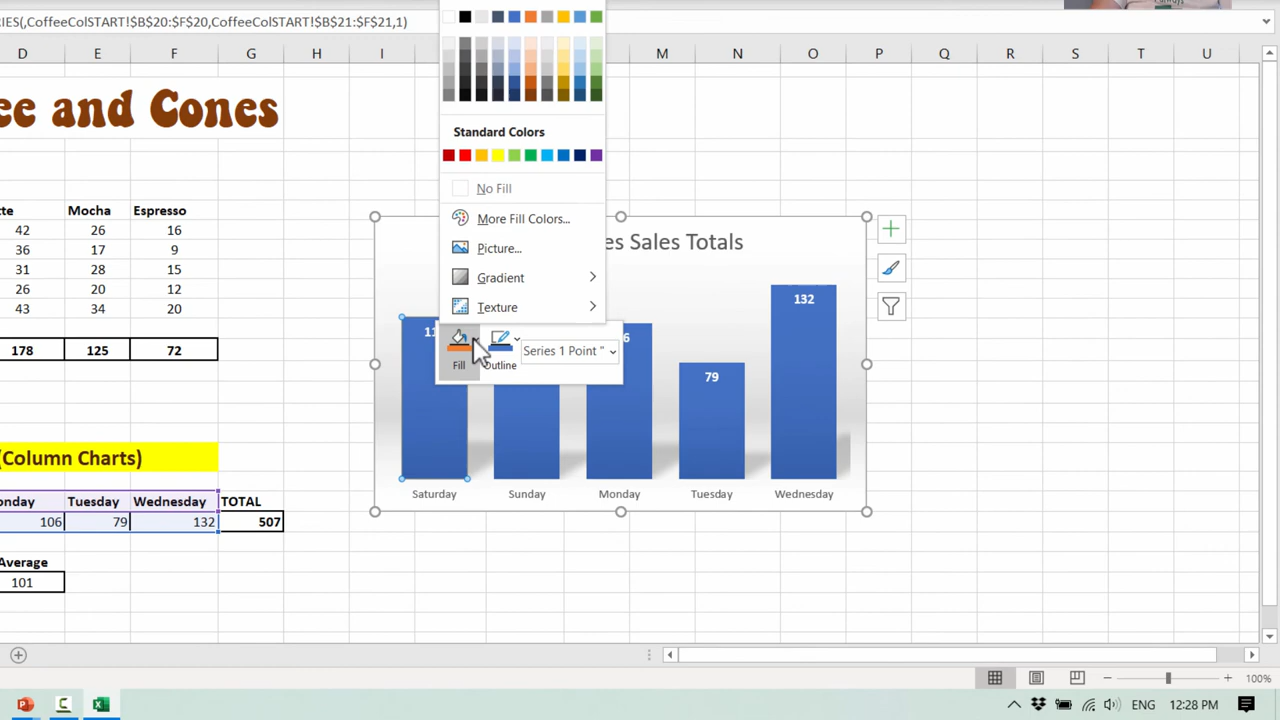 RIES(,CoffeeColSTART!$B$20:$F$20,CoffeeColSTART!$B$21:$F$21,1)
D E F G H I M N O P Q R S T U
ee and Cones
Standard Colors
No Fill
More Fill Colors...
Picture...
Gradient
Texture
Fill
Outline
Series 1 Point "
tte Mocha Espresso
42 26 16
36 17 9
31 28 15
26 20 12
43 34 20
178 125 72
es Sales Totals
11
6
79
132
Saturday Sunday Monday Tuesday Wednesday
(Column Charts)
onday Tuesday Wednesday TOTAL
106 79 132 507
Average
101
100%
ENG 12:28 PM